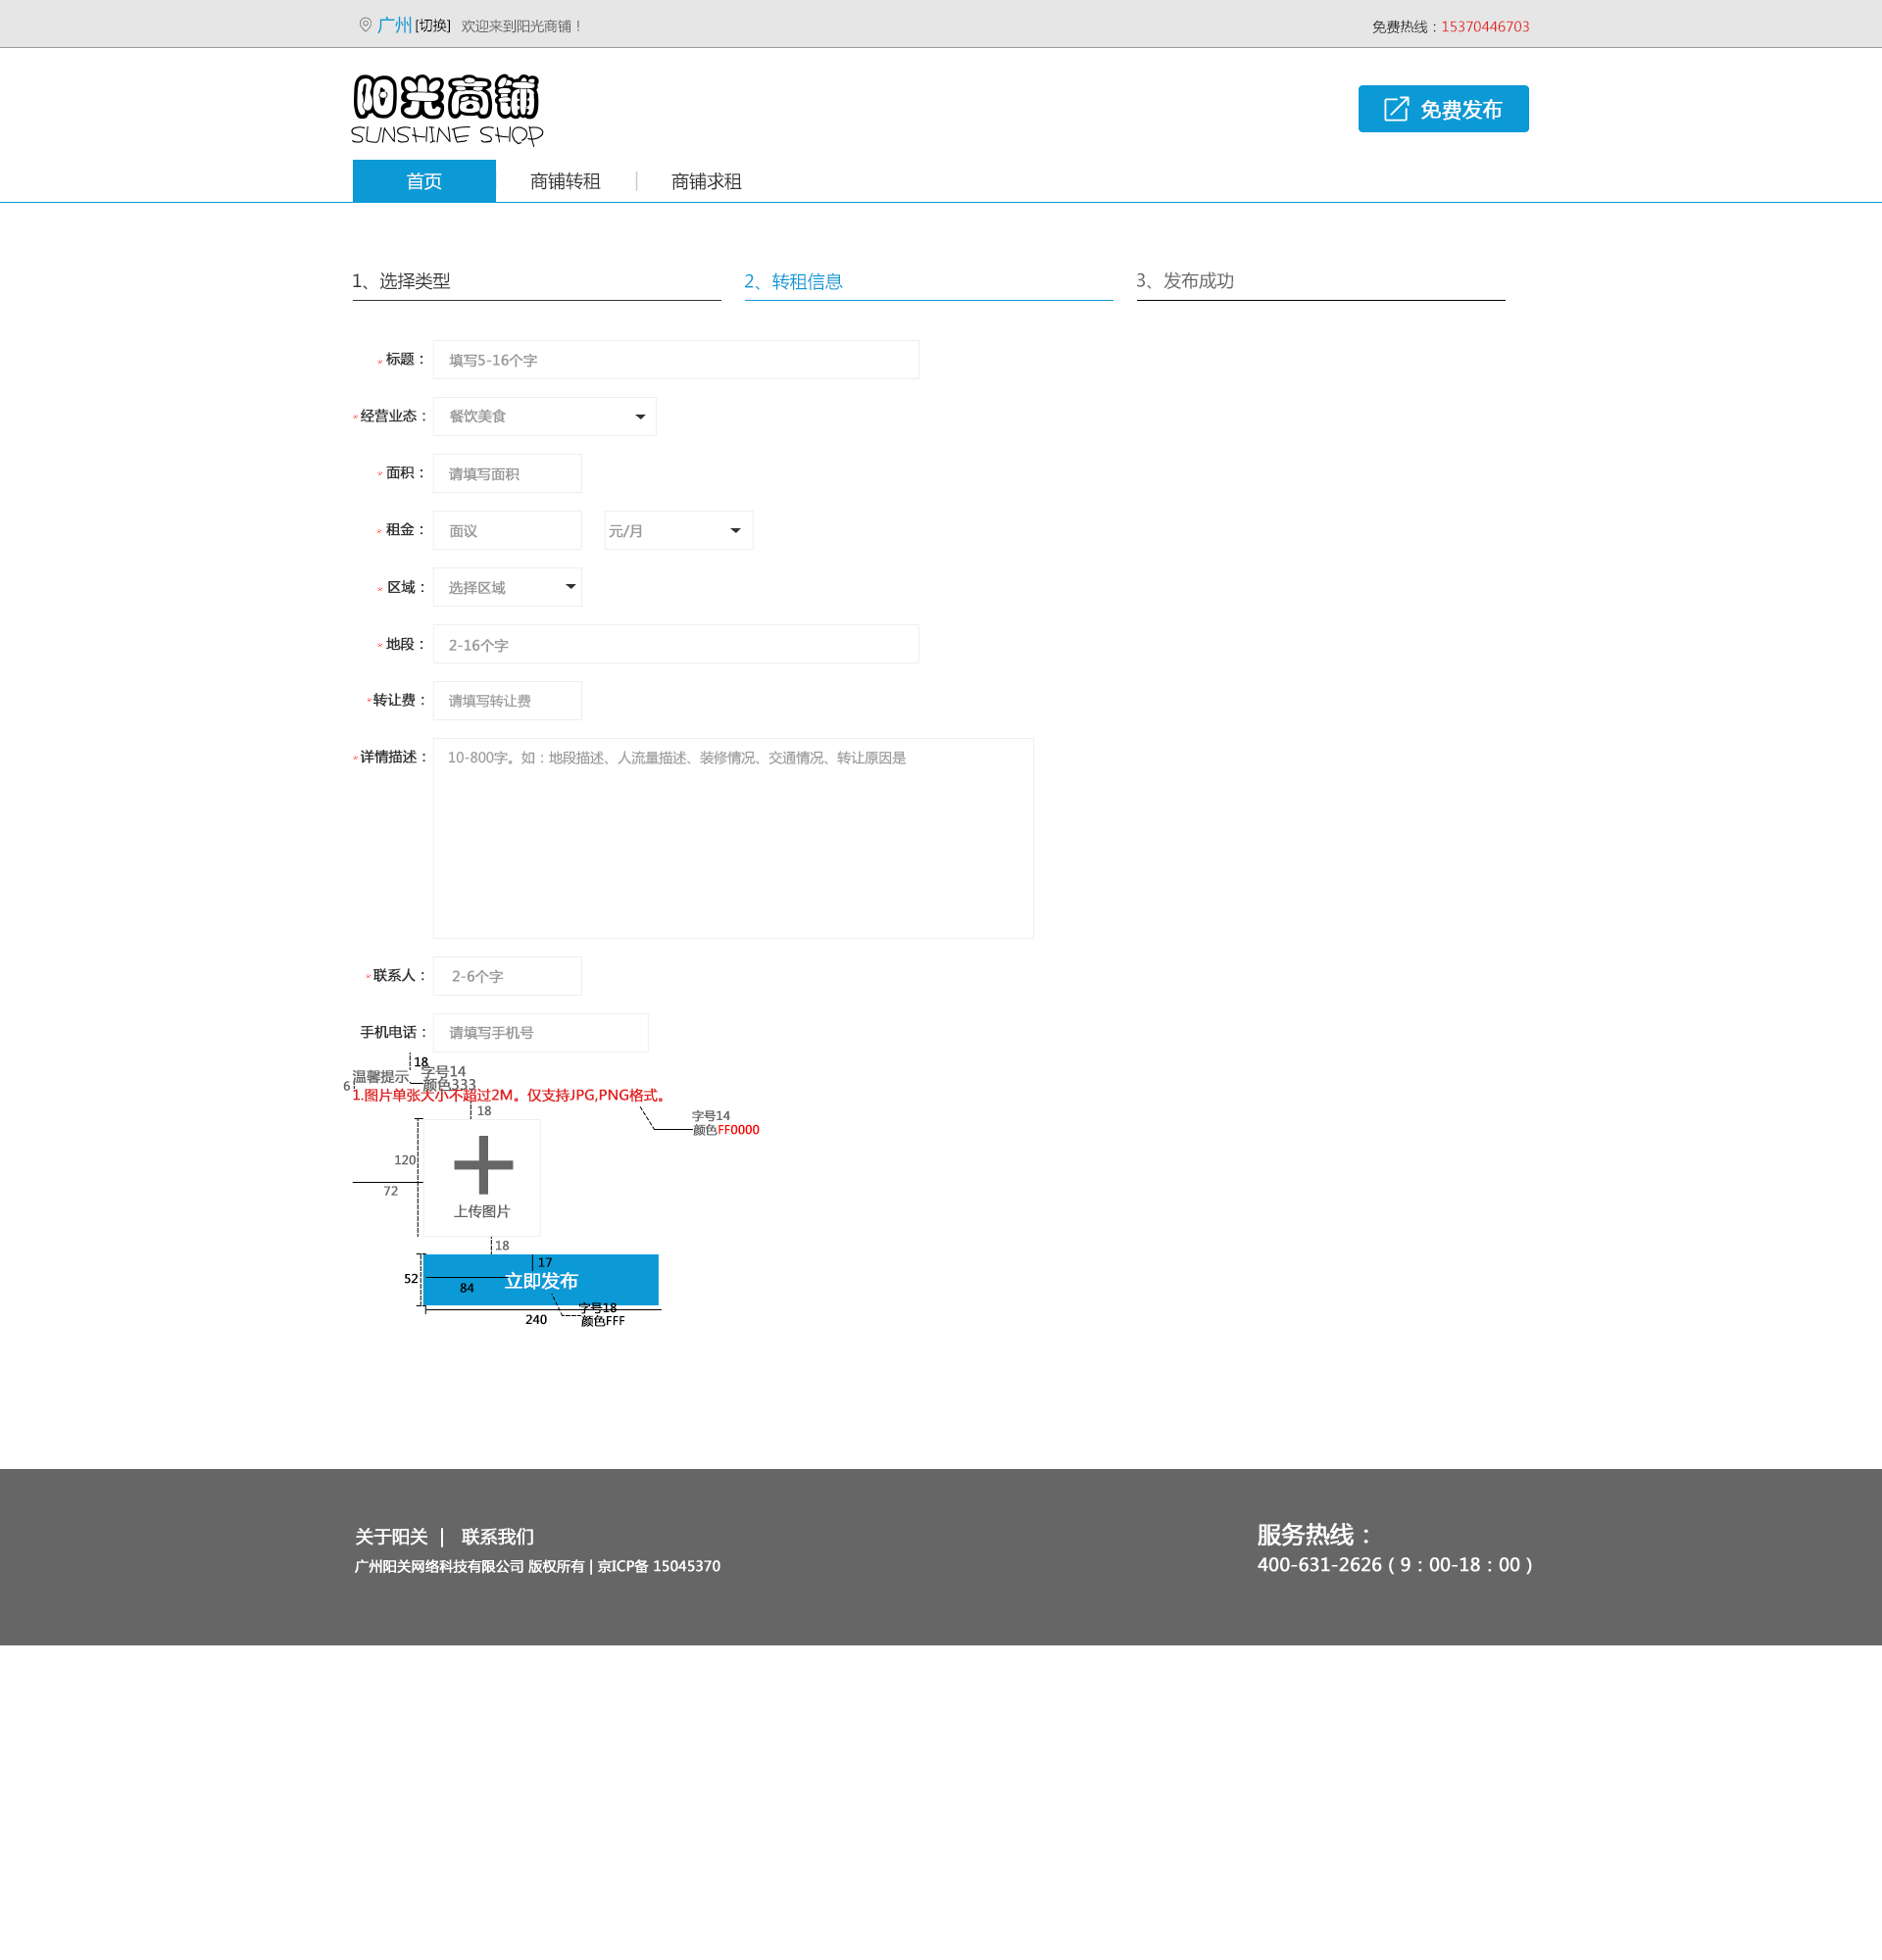 广州 [切换] 欢迎来到阳光商铺！ 免费热线：15370446703
阳光商铺
SUNSHINE SHOP
免费发布
首页 商铺转租 商铺求租
1、选择类型 2、转租信息 3、发布成功
* 标题： 填写5-16个字
* 经营业态： 餐饮美食
* 面积： 请填写面积
* 租金： 面议 元/月
* 区域： 选择区域
* 地段： 2-16个字
* 转让费： 请填写转让费
* 详情描述： 10-800字。如：地段描述、人流量描述、装修情况、交通情况、转让原因是
* 联系人： 2-6个字
手机电话： 请填写手机号
18
温馨提示 字号14
6 颜色333
1.图片单张大小不超过2M。仅支持JPG,PNG格式。
18
字号14
颜色FF0000
120
72
上传图片
18
17
52 立即发布
84
字号18
240 颜色FFF
关于阳关 | 联系我们
广州阳关网络科技有限公司 版权所有 | 京ICP备 15045370
服务热线：
400-631-2626（ 9：00-18：00 ）